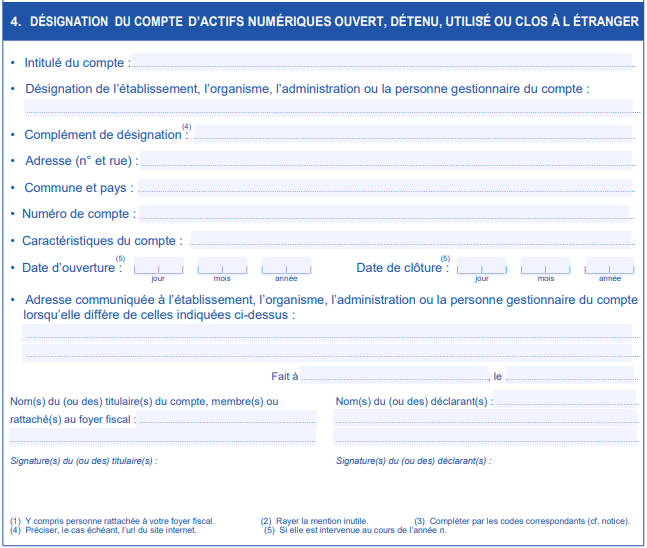 4. DÉSIGNATION DU COMPTE D'ACTIFS NUMÉRIQUES OUVERT, DÉTENU, UTILISÉ OU CLOS À L ÉTRANGER
• Intitulé du compte :
• Désignation de l'établissement, l'organisme, l'administration ou la personne gestionnaire du compte :
• Complément de désignation (4) :
• Adresse (n° et rue) :
• Commune et pays :
• Numéro de compte :
• Caractéristiques du compte :
• Date d'ouverture (5) : Date de clôture (5) :
jour mois année jour mois année
• Adresse communiquée à l'établissement, l'organisme, l'administration ou la personne gestionnaire du compte
lorsqu'elle diffère de celles indiquées ci-dessus :
Fait à , le
Nom(s) du (ou des) titulaire(s) du compte, membre(s) ou Nom(s) du (ou des) déclarant(s) :
rattaché(s) au foyer fiscal :
Signature(s) du (ou des) titulaire(s) : Signature(s) du (ou des) déclarant(s) :
(1) Y compris personne rattachée à votre foyer fiscal. (2) Rayer la mention inutile. (3) Compléter par les codes correspondants (cf. notice).
(4) Préciser, le cas échéant, l'url du site internet. (5) Si elle est intervenue au cours de l'année n.